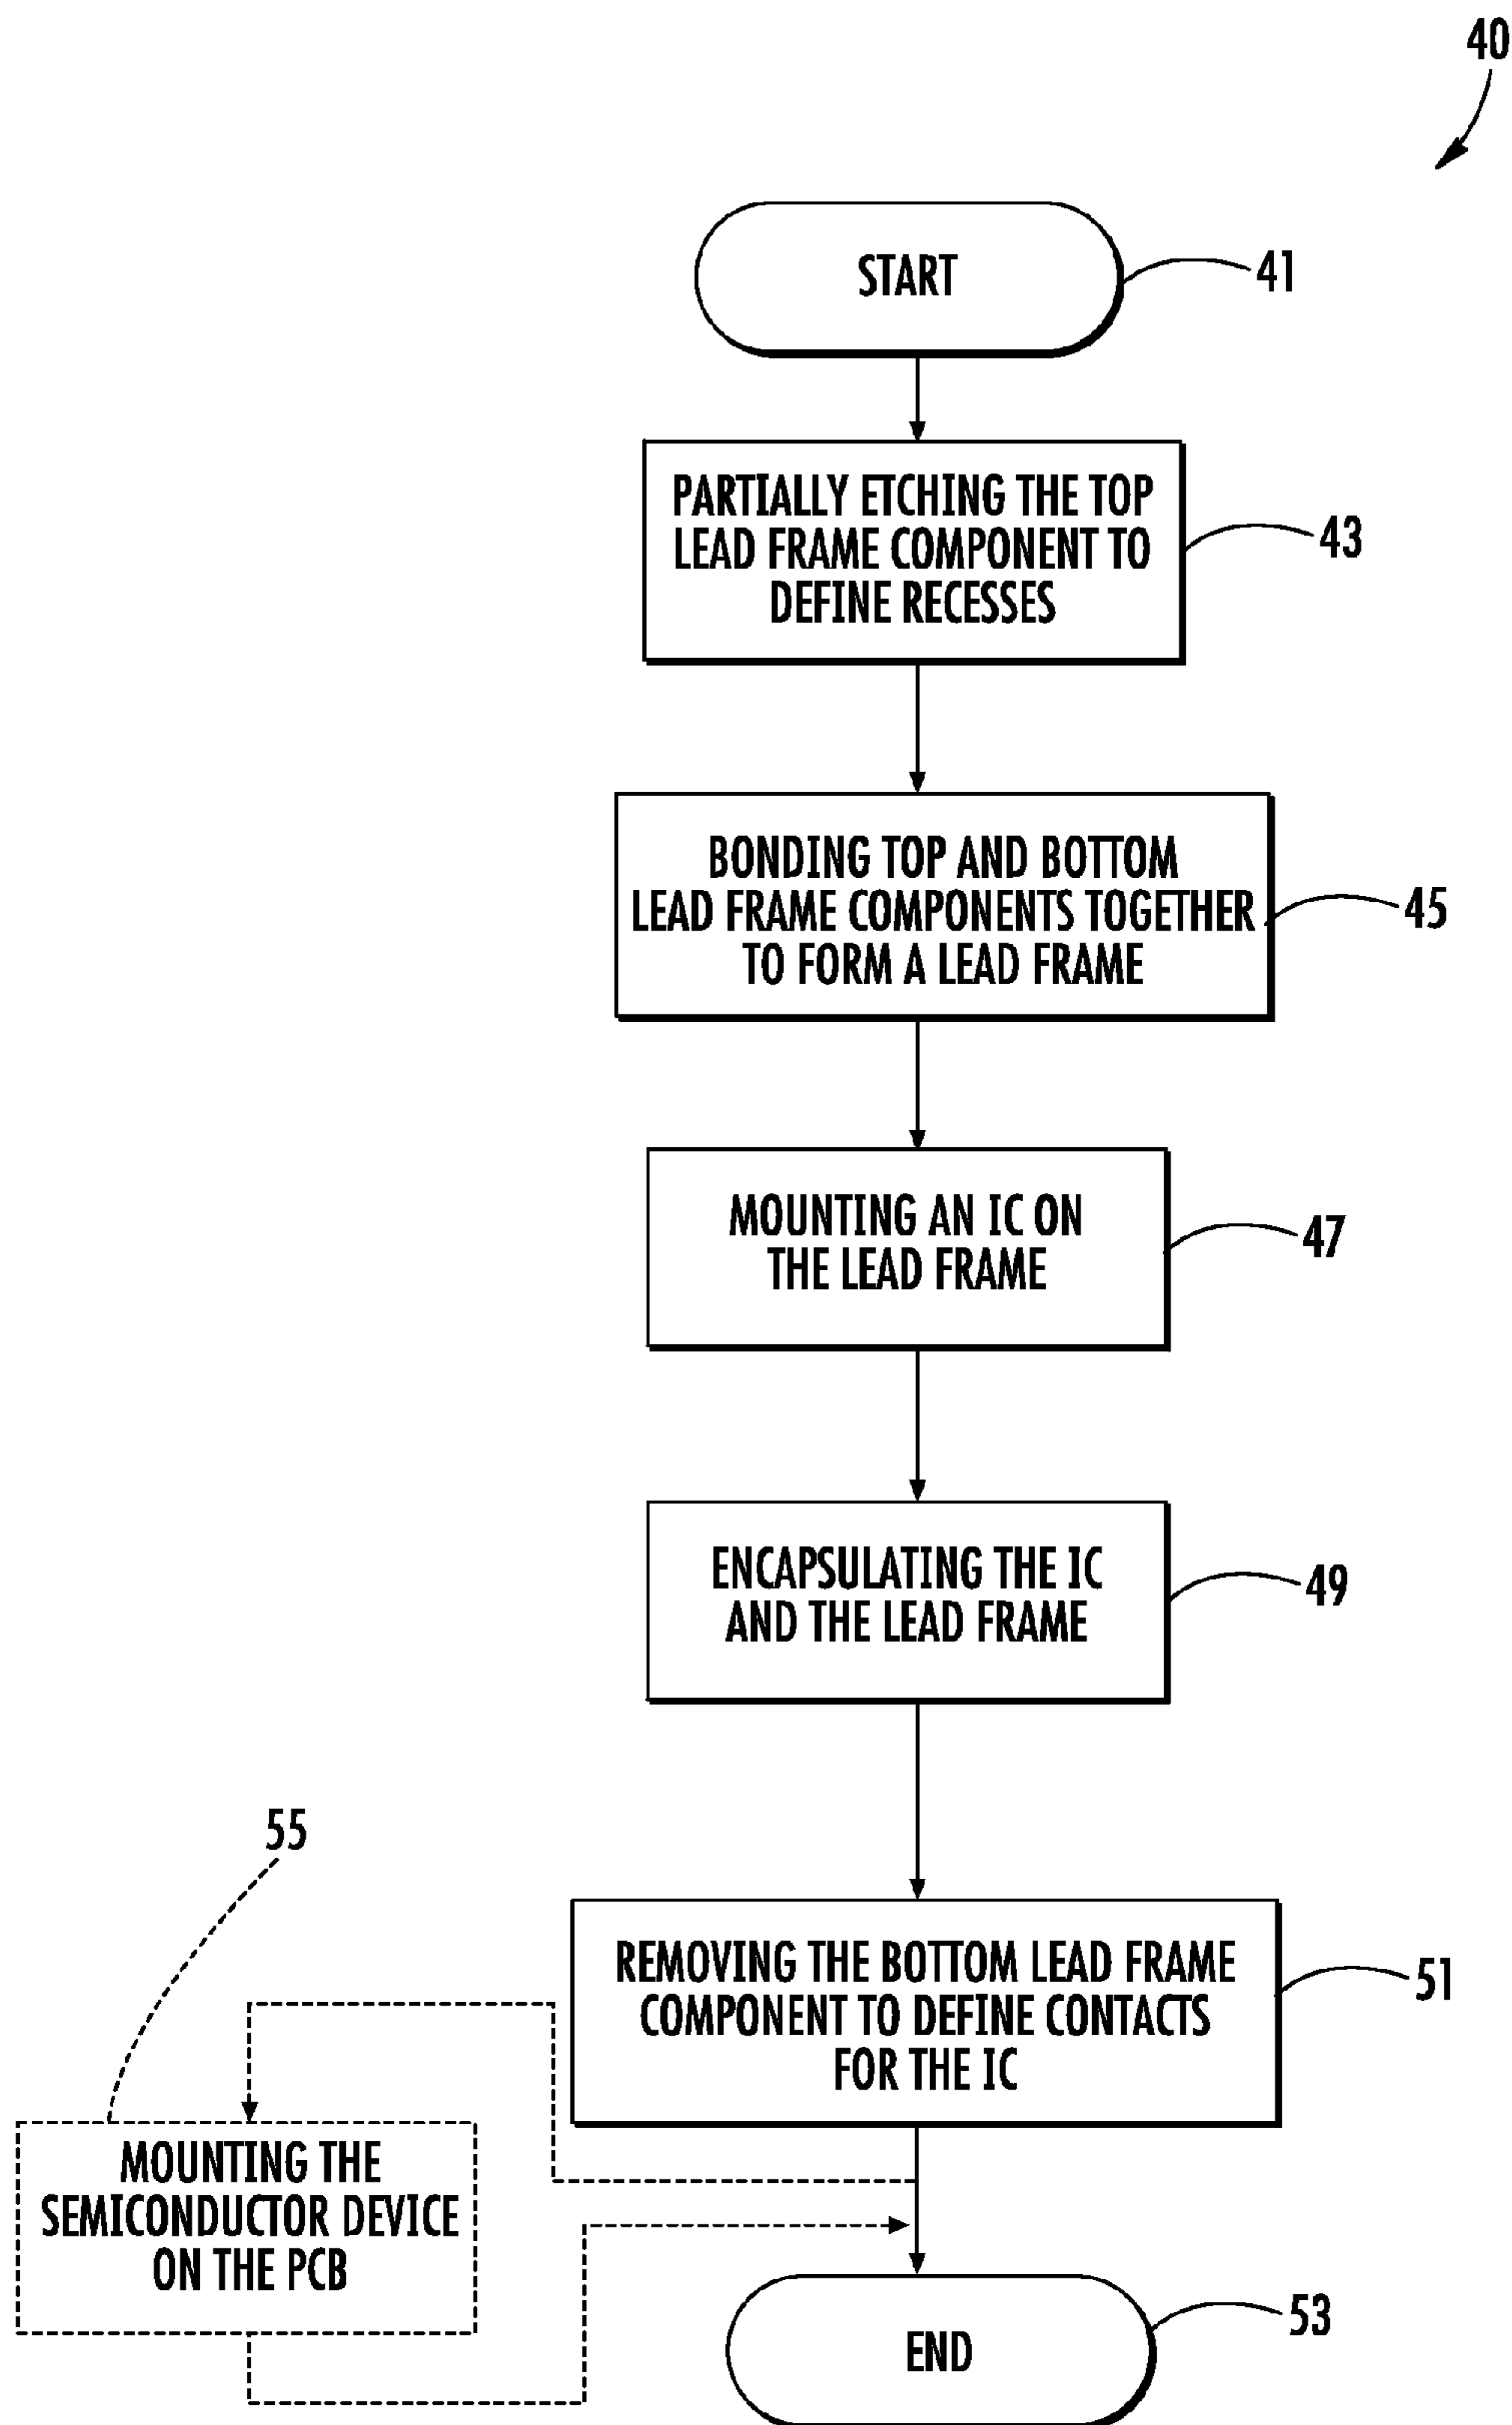 40
START
41
PARTIALLY ETCHING THE TOP
LEAD FRAME COMPONENT TO
DEFINE RECESSES
43
BONDING TOP AND BOTTOM
LEAD FRAME COMPONENTS TOGETHER
TO FORM A LEAD FRAME
45
MOUNTING AN IC ON
THE LEAD FRAME
47
ENCAPSULATING THE IC
AND THE LEAD FRAME
49
55
REMOVING THE BOTTOM LEAD FRAME
COMPONENT TO DEFINE CONTACTS
FOR THE IC
51
MOUNTING THE
SEMICONDUCTOR DEVICE
ON THE PCB
END
53